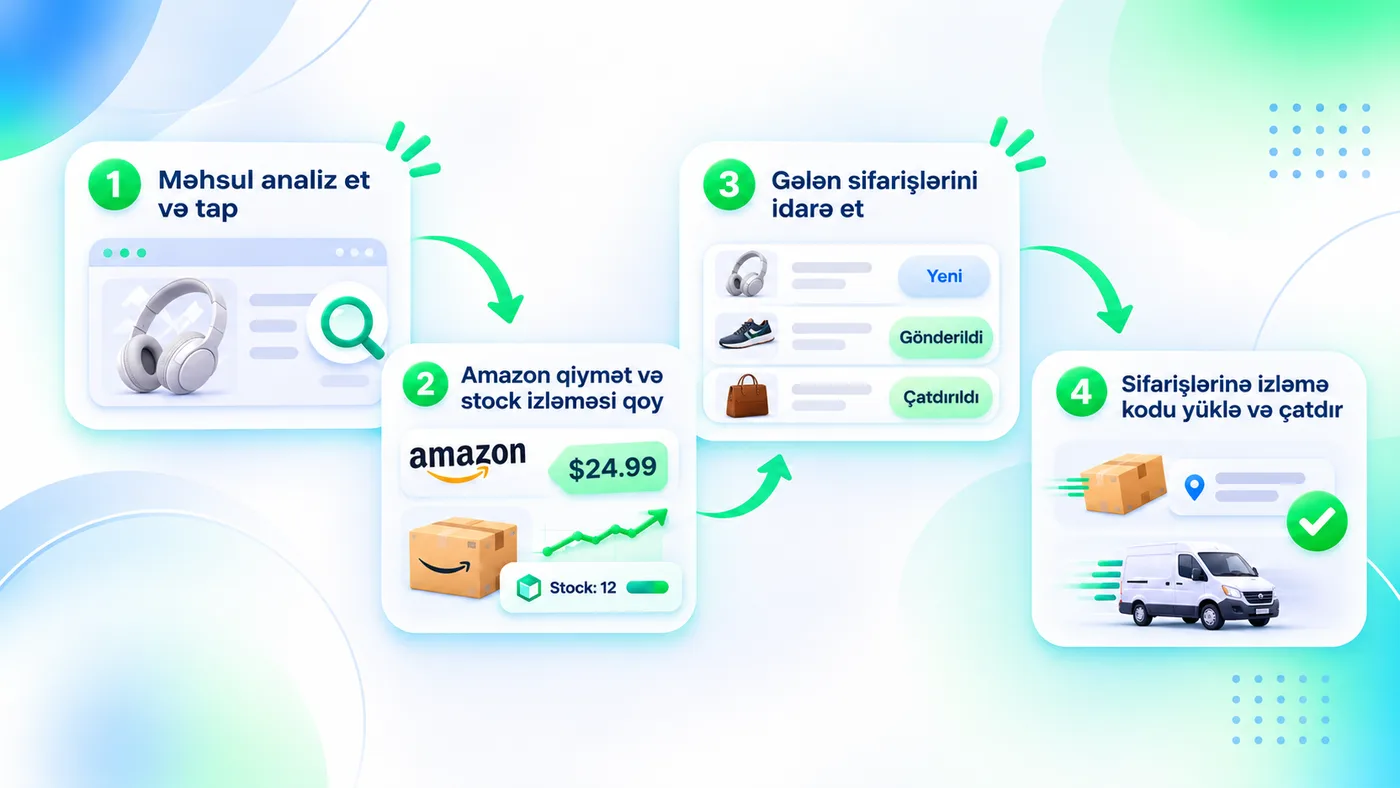 1
Məhsul analiz et
və tap
2
Amazon qiymət və
stock izləməsi qoy
amazon
$24.99
Stock: 12
3
Gələn sifarişlərini
idarə et
Yeni
Gönderildi
Çatdırıldı
4
Sifarişlərinə izləmə
kodu yüklə və çatdır